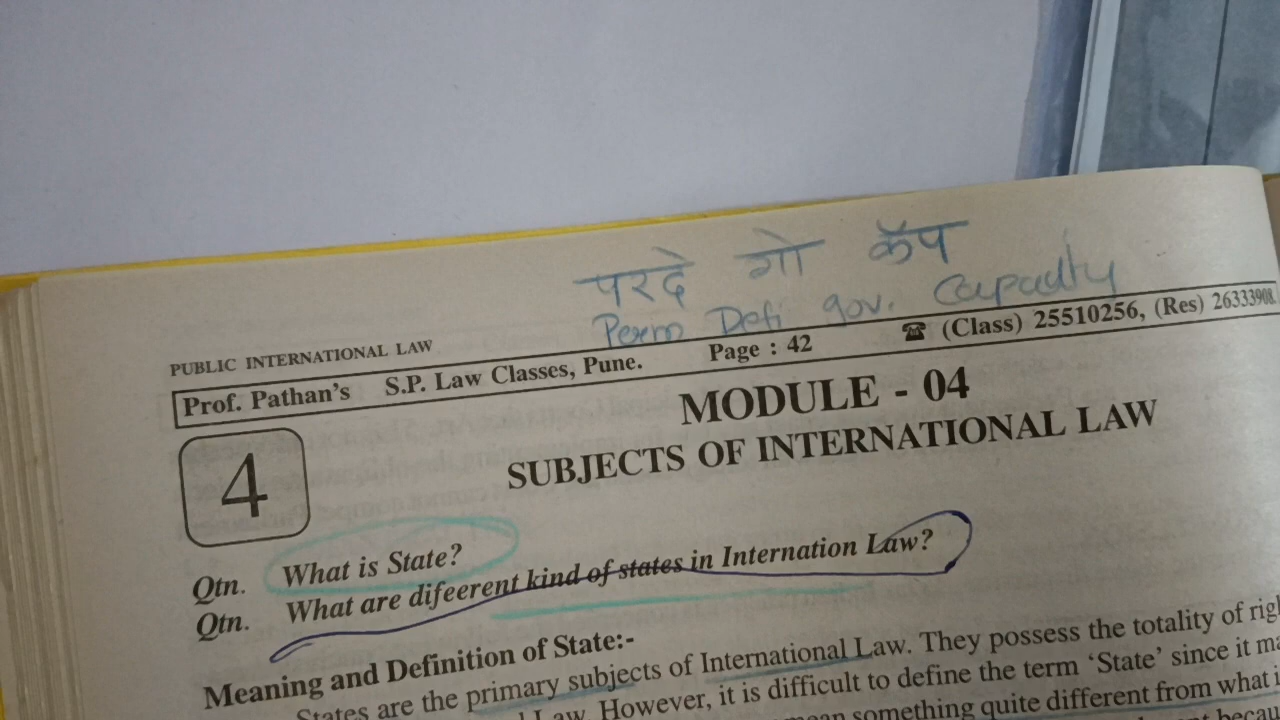 परदे गो कॅप
Perm Defi gov. Capacity
PUBLIC INTERNATIONAL LAW
Prof. Pathan's S.P. Law Classes, Pune. Page : 42 ☎ (Class) 25510256, (Res) 26333908.
MODULE - 04
4
SUBJECTS OF INTERNATIONAL LAW
Qtn. What is State?
Qtn. What are difeerent kind of states in Internation Law?
Meaning and Definition of State:-
States are the primary subjects of International Law. They possess the totality of
Law. However, it is difficult to define the term 'State' since it
something quite different from what